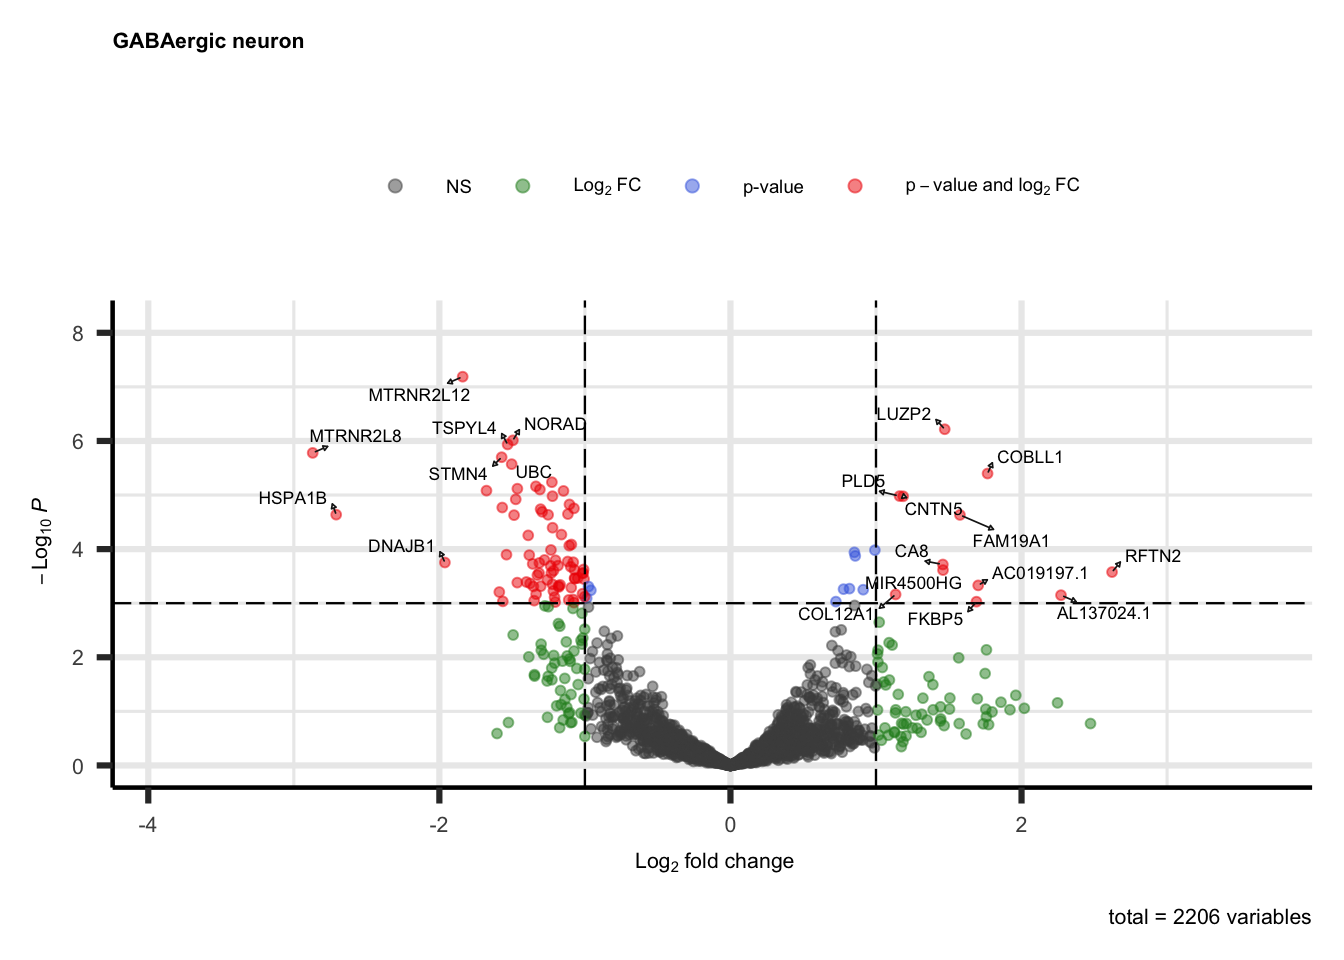 GABAergic neuron
NS
Log2 FC
p-value
p − value and log2 FC
8
6
4
2
0
−Log10 P
MTRNR2L12
MTRNR2L8
TSPYL4
NORAD
STMN4
UBC
HSPA1B
DNAJB1
LUZP2
COBLL1
PLD5
CNTN5
FAM19A1
CA8
RFTN2
AC019197.1
MIR4500HG
COL12A1
FKBP5
AL137024.1
-4
-2
0
2
Log2 fold change
total = 2206 variables